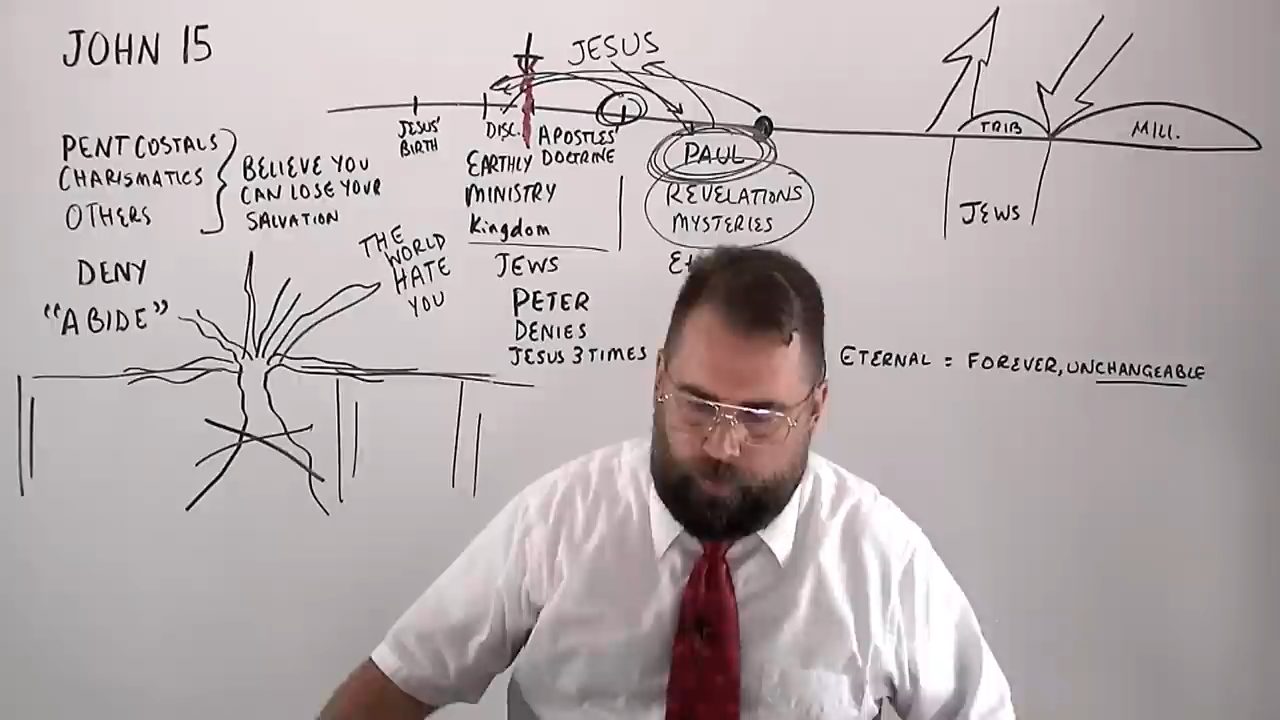 JOHN 15
JESUS
JESUS'
BIRTH
DISC.
APOSTLES'
DOCTRINE
EARTHLY
MINISTRY
Kingdom
JEWS
PETER
DENIES
JESUS 3 TIMES
PAUL
REVELATIONS
MYSTERIES
TRIB
MILL.
JEWS
PENTCOSTALS
CHARISMATICS
OTHERS
BELIEVE YOU
CAN LOSE YOUR
SALVATION
DENY
"ABIDE"
THE
WORLD
HATE
YOU
ETERNAL = FOREVER, UNCHANGEABLE